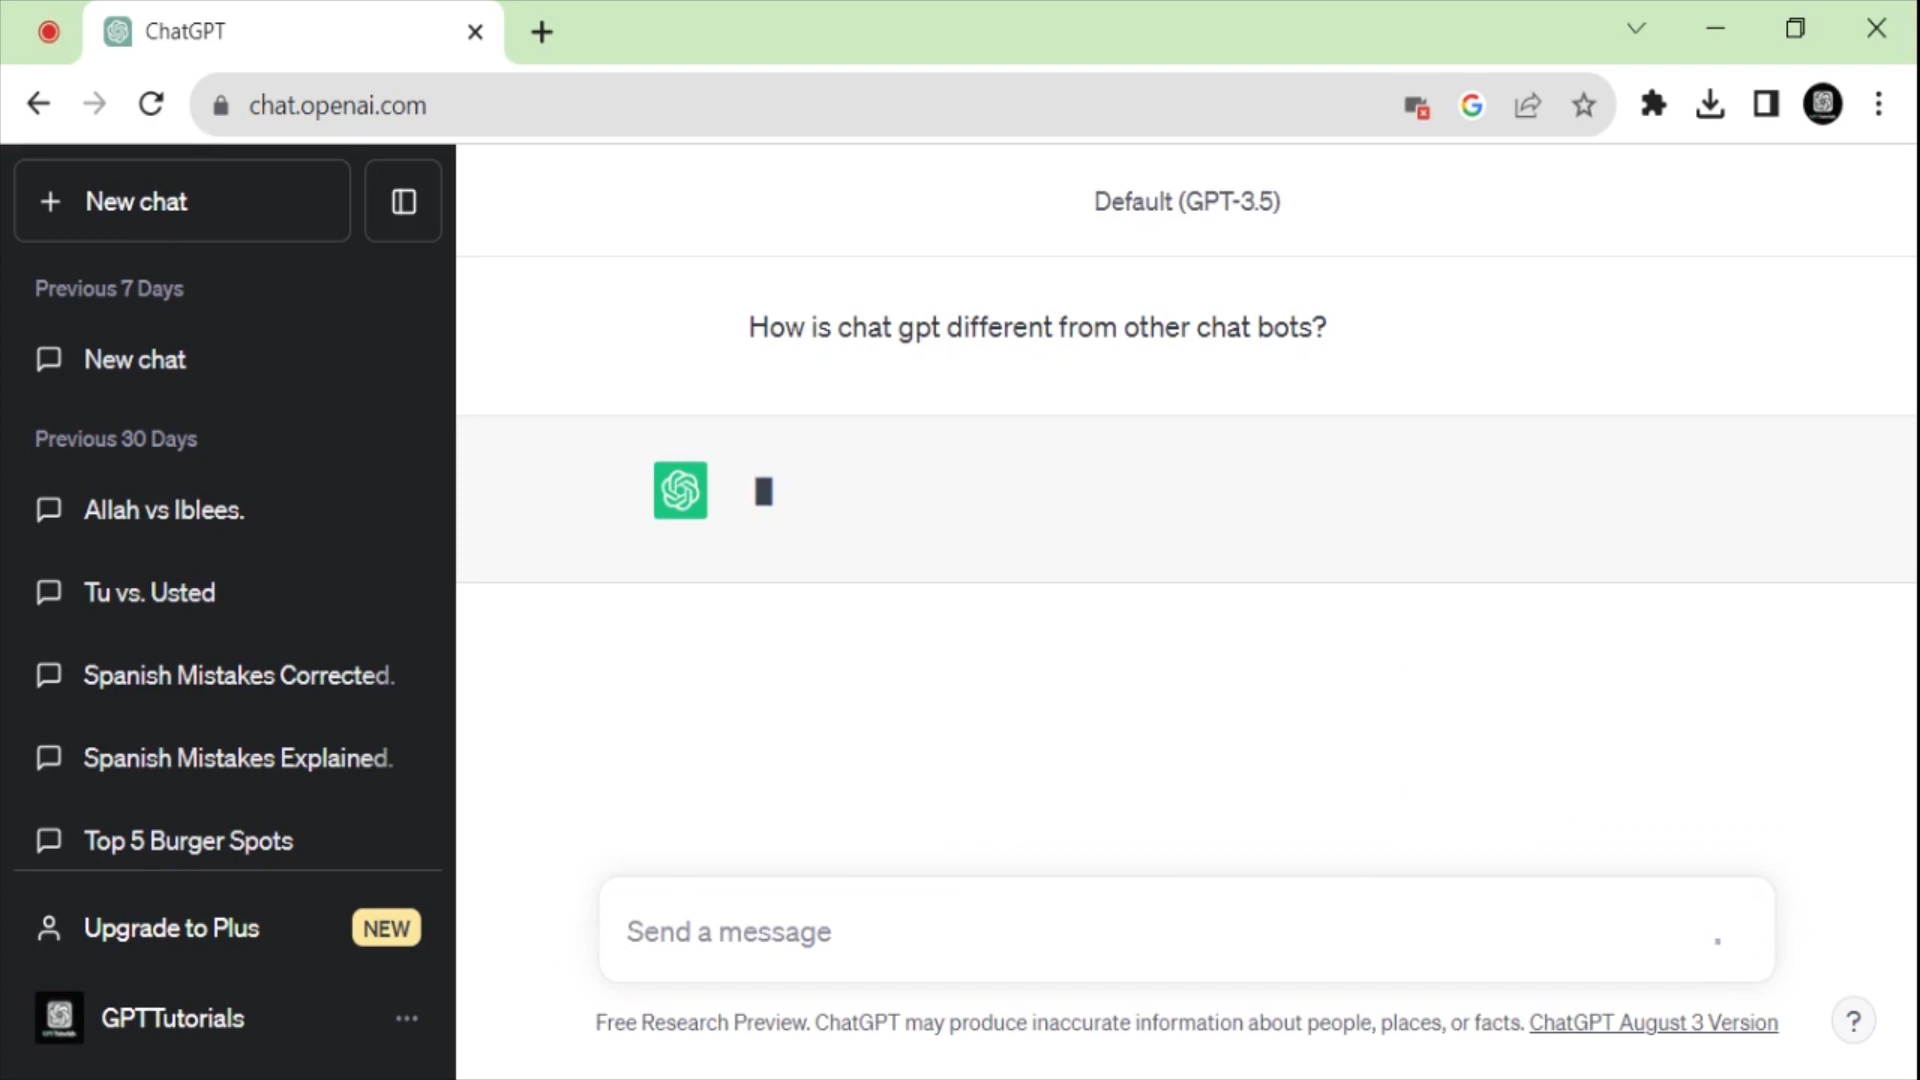 ChatGPT
chat.openai.com
New chat
Previous 7 Days
New chat
Previous 30 Days
Allah vs Iblees.
Tu vs. Usted
Spanish Mistakes Corrected.
Spanish Mistakes Explained.
Top 5 Burger Spots
Upgrade to Plus NEW
GPTTutorials
Default (GPT-3.5)
How is chat gpt different from other chat bots?
Send a message
Free Research Preview. ChatGPT may produce inaccurate information about people, places, or facts. ChatGPT August 3 Version
?